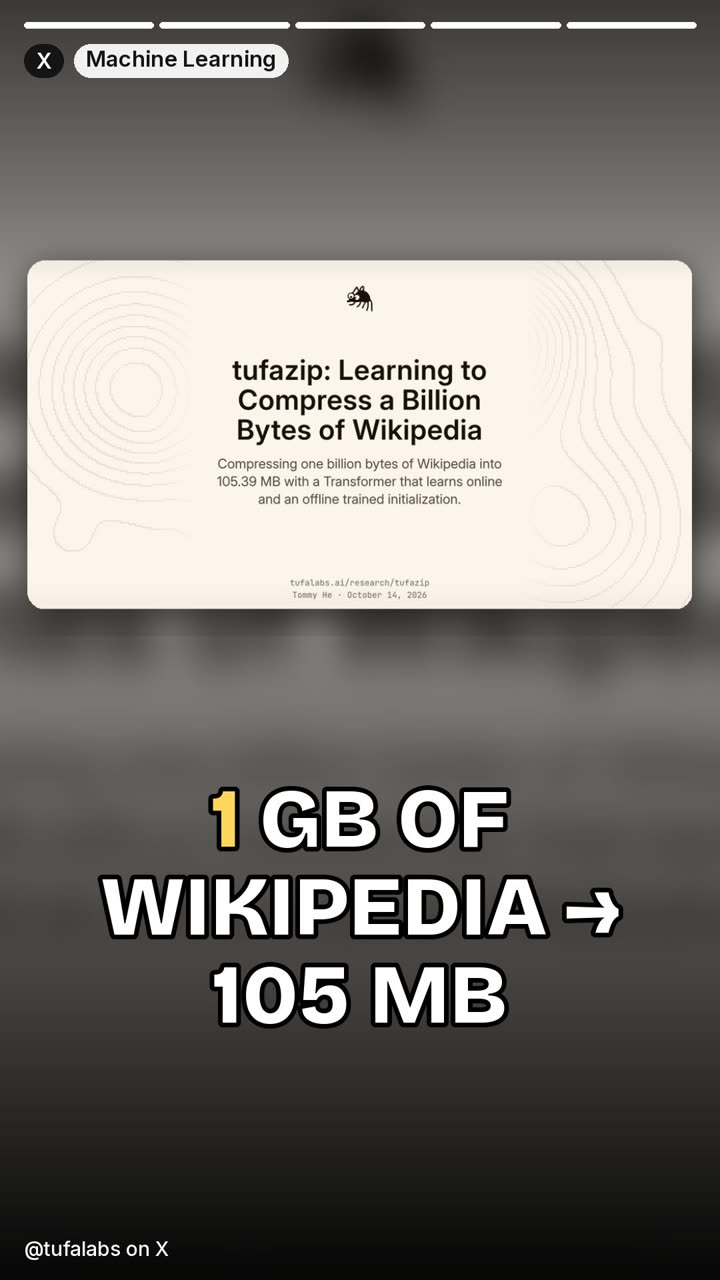 X Machine Learning
tufazip: Learning to
Compress a Billion
Bytes of Wikipedia
Compressing one billion bytes of Wikipedia into
105.39 MB with a Transformer that learns online
and an offline trained initialization.
tufalabs.ai/research/tufazip
Tommy He · October 14, 2026
1 GB OF
WIKIPEDIA →
105 MB
@tufalabs on X